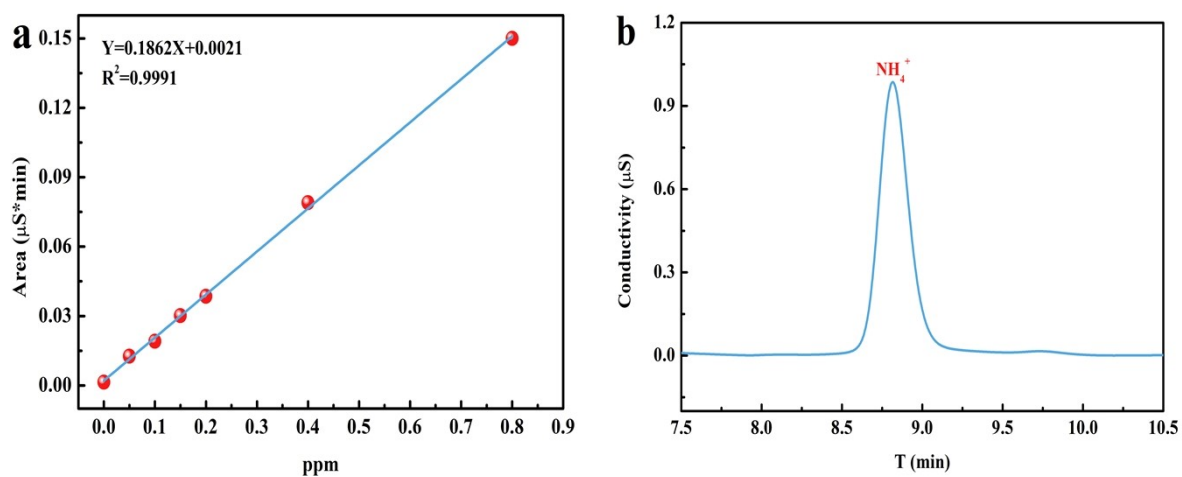 a
Y=0.1862X+0.0021
R²=0.9991
Area (μS*min)
0.15
0.12
0.09
0.06
0.03
0.00
0.0 0.1 0.2 0.3 0.4 0.5 0.6 0.7 0.8 0.9
ppm
b
NH₄⁺
Conductivity (μS)
1.2
0.9
0.6
0.3
0.0
7.5 8.0 8.5 9.0 9.5 10.0 10.5
T (min)